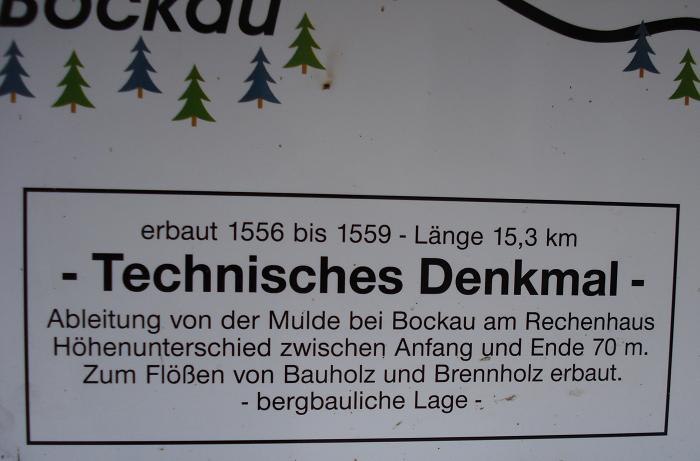 Bockau
erbaut 1556 bis 1559 - Länge 15,3 km
- Technisches Denkmal -
Ableitung von der Mulde bei Bockau am Rechenhaus
Höhenunterschied zwischen Anfang und Ende 70 m.
Zum Flößen von Bauholz und Brennholz erbaut.
- bergbauliche Lage -